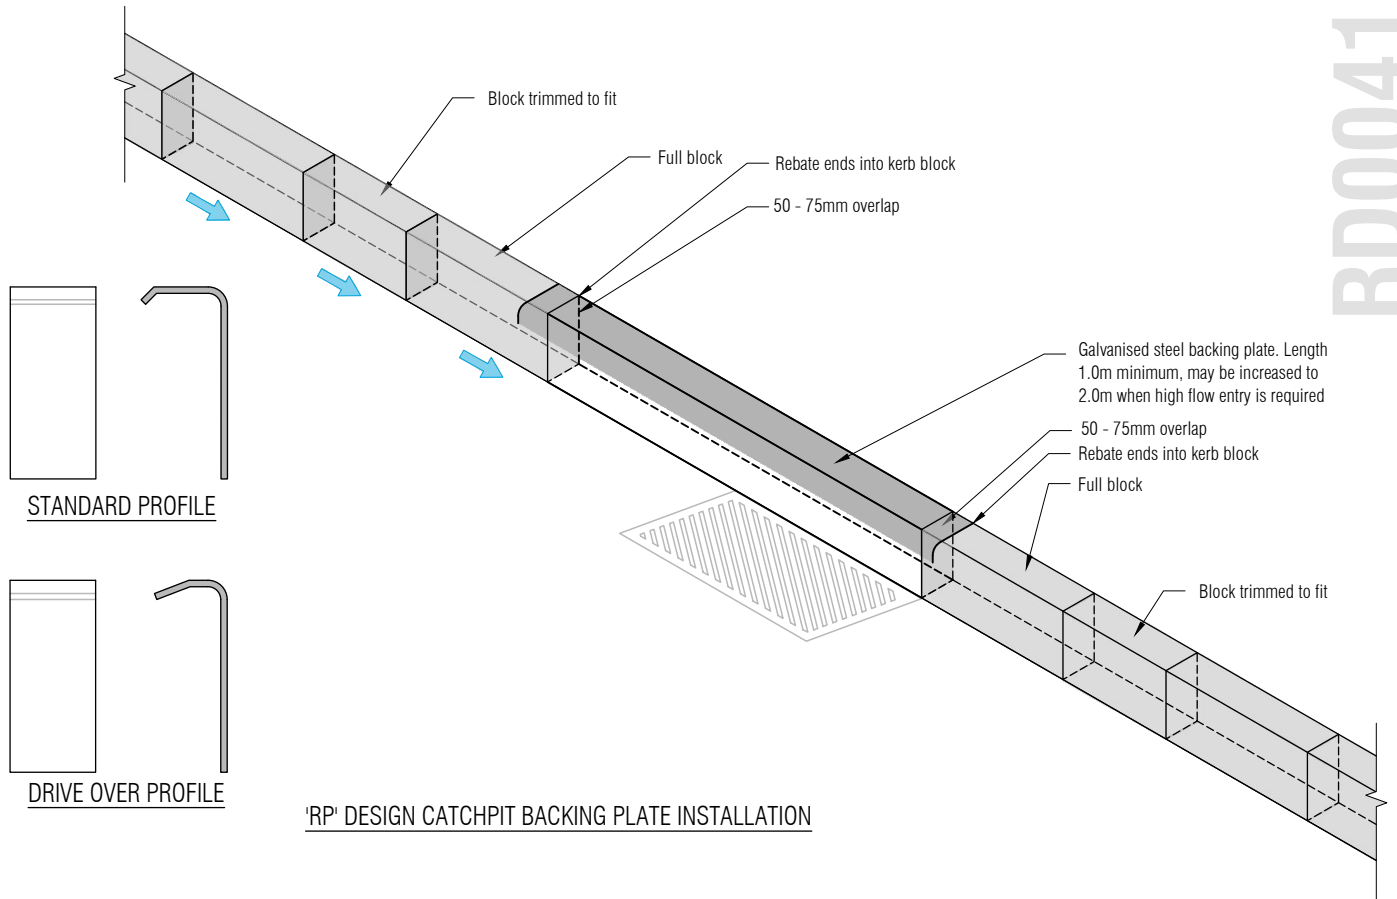 RD0041
Block trimmed to fit
Full block
Rebate ends into kerb block
50 - 75mm overlap
Galvanised steel backing plate. Length
1.0m minimum, may be increased to
2.0m when high flow entry is required
50 - 75mm overlap
Rebate ends into kerb block
Full block
Block trimmed to fit
STANDARD PROFILE
DRIVE OVER PROFILE
'RP' DESIGN CATCHPIT BACKING PLATE INSTALLATION